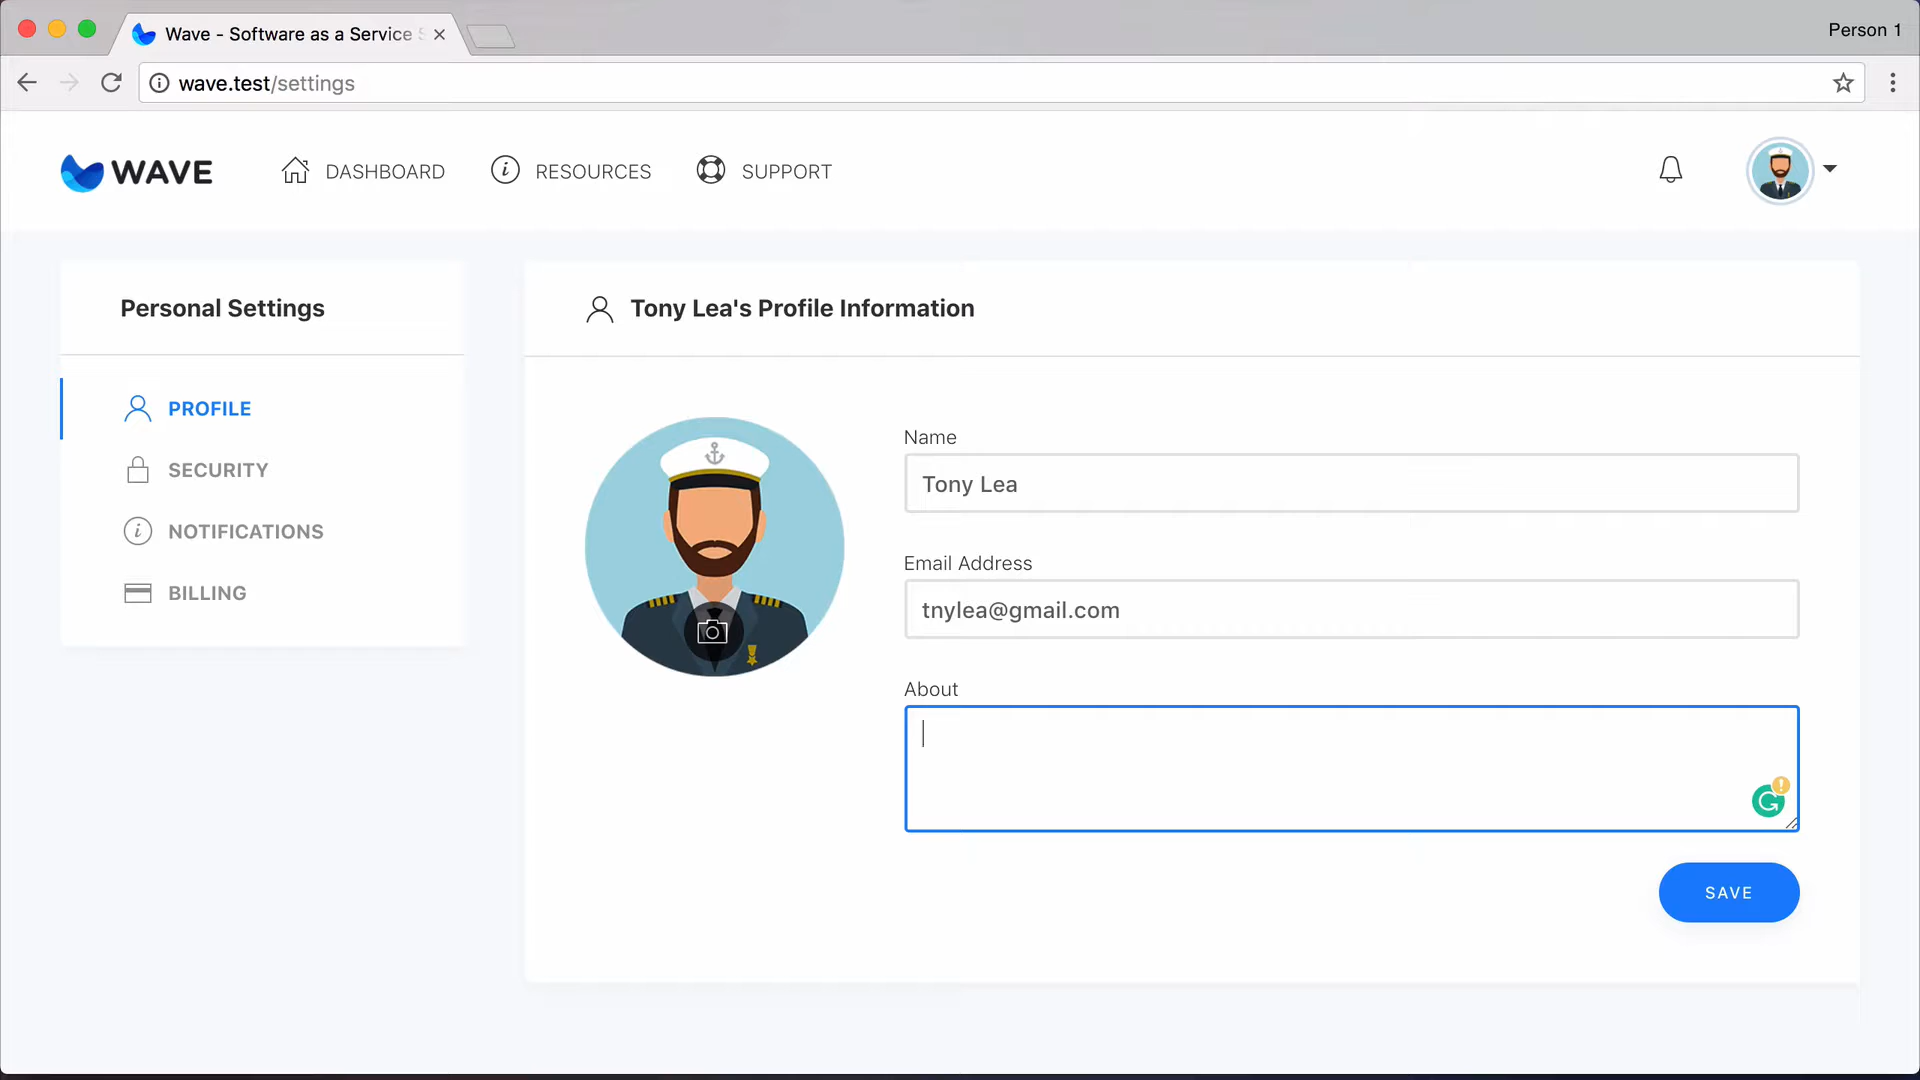 Wave - Software as a Service S
Person 1
wave.test/settings
WAVE
DASHBOARD
RESOURCES
SUPPORT
Personal Settings
PROFILE
SECURITY
NOTIFICATIONS
BILLING
Tony Lea's Profile Information
Name
Tony Lea
Email Address
tnylea@gmail.com
About
SAVE